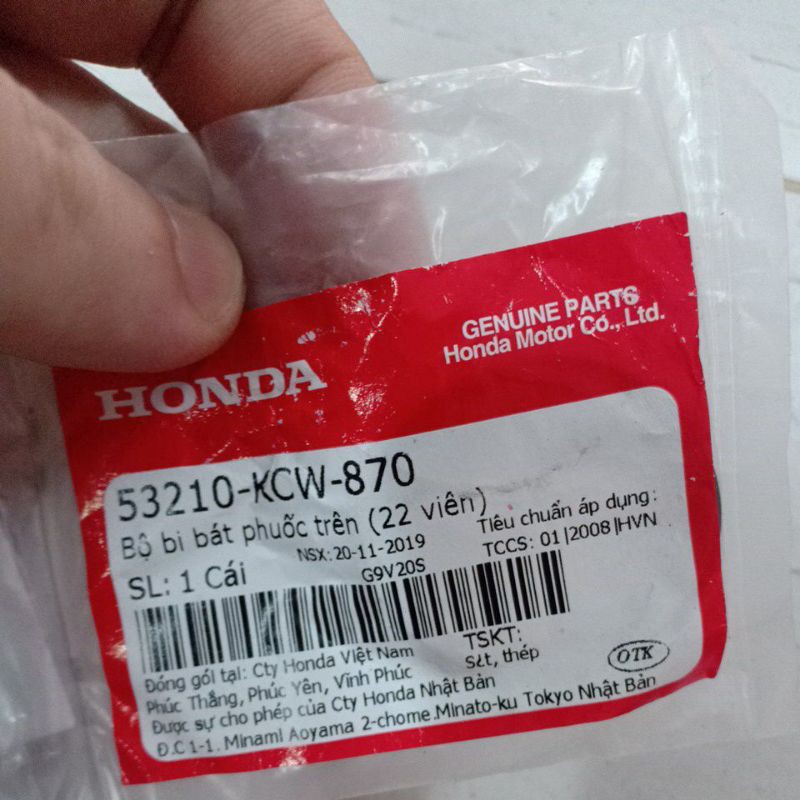 GENUINE PARTS
Honda Motor Co., Ltd.
HONDA
53210-KCW-870
Bộ bi bát phuốc trên (22 viên)
NSX: 20-11-2019
Tiêu chuẩn áp dụng:
SL: 1 Cái
G9V20S
TCCS: 01|2008|HVN
TSKT:
Sắt, thép
Đóng gói tại: Cty Honda Việt Nam
Phúc Thắng, Phúc Yên, Vĩnh Phúc
OTK
Được sự cho phép của Cty Honda Nhật Bản
Đ.C 1-1. Minami Aoyama 2-chome.Minato-ku Tokyo Nhật Bản